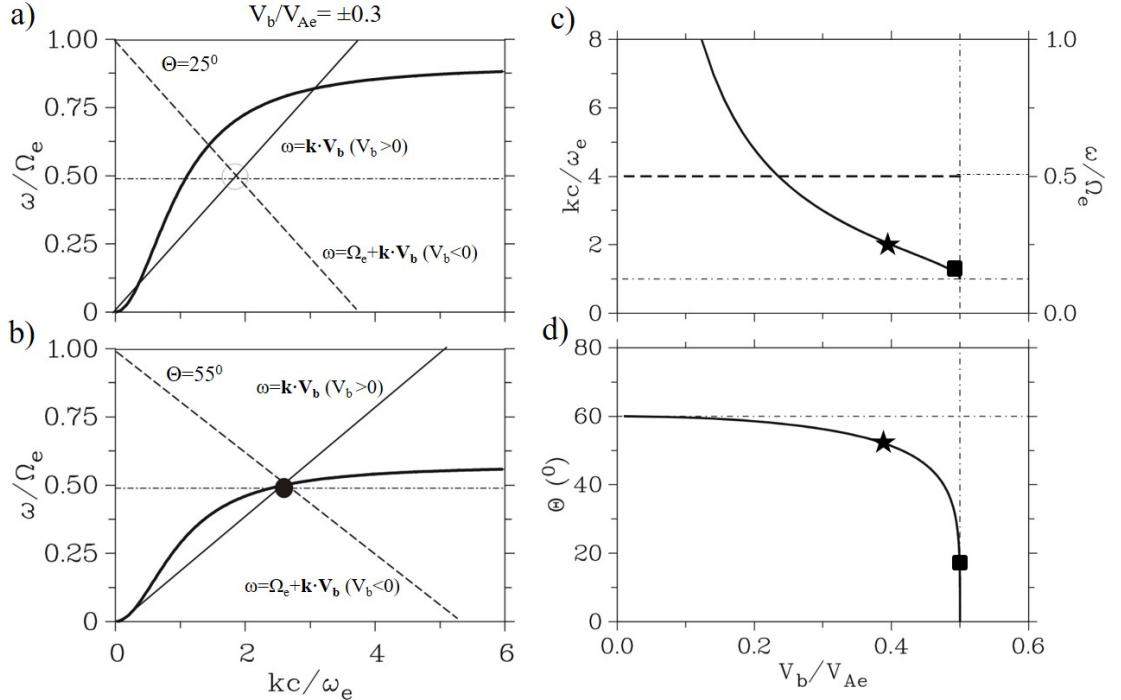 a)
V_b/V_Ae = ±0.3
1.00
0.75
0.50
0.25
0
ω/Ω_e
Θ=25⁰
ω=k·V_b (V_b>0)
ω=Ω_e+k·V_b (V_b<0)
b)
1.00
0.75
0.50
0.25
0
ω/Ω_e
Θ=55⁰
ω=k·V_b (V_b>0)
ω=Ω_e+k·V_b (V_b<0)
0 2 4 6
kc/ω_e
c)
8
6
4
2
0
kc/ω_e
1.0
0.5
0.0
ω/Ω_e
d)
80
60
40
20
0
Θ (⁰)
0.0 0.2 0.4 0.6
V_b/V_Ae